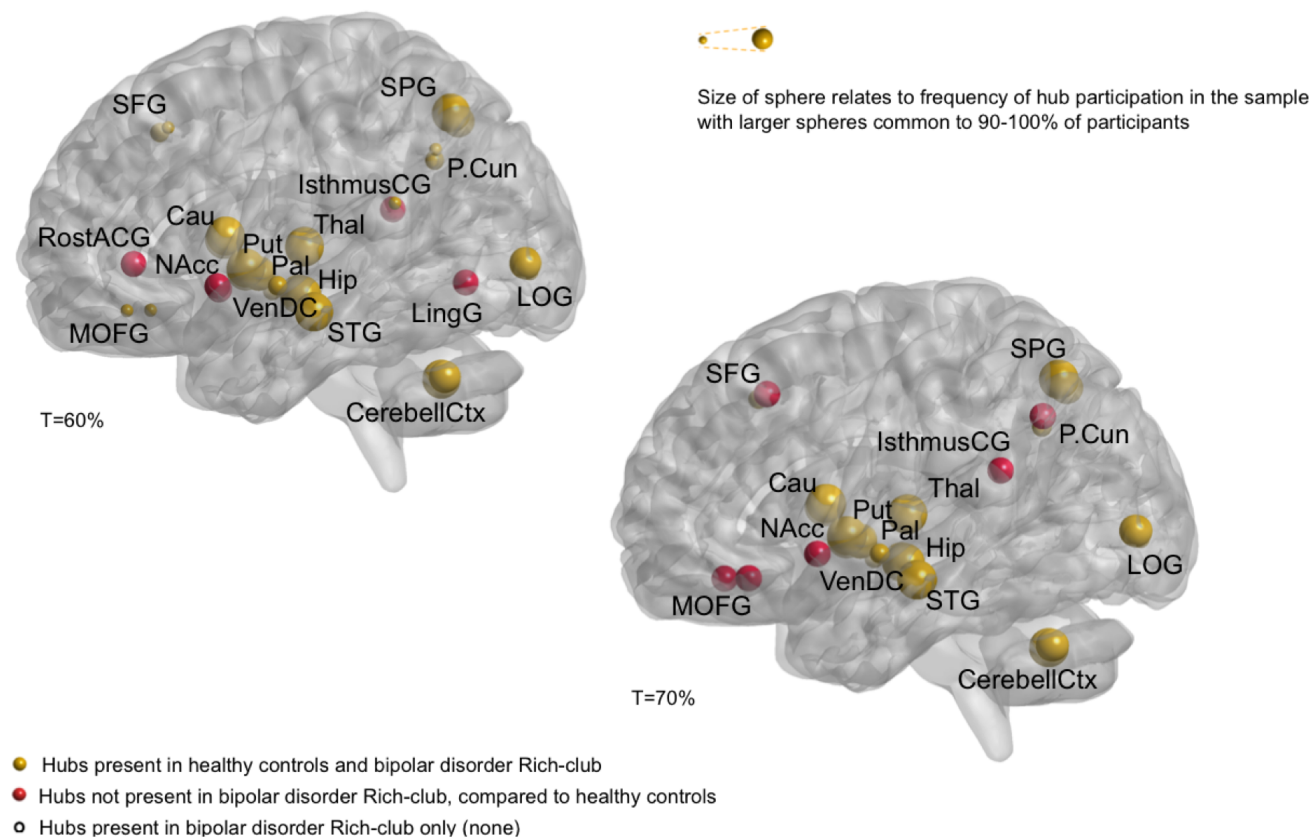 Size of sphere relates to frequency of hub participation in the sample
with larger spheres common to 90-100% of participants
SFG
SPG
P.Cun
IsthmusCG
Cau
Thal
RostACG
Put
NAcc
Pal
Hip
VenDC
LOG
MOFG
STG
LingG
CerebellCtx
T=60%
SPG
SFG
P.Cun
IsthmusCG
Cau
Thal
Put
NAcc
Pal
Hip
LOG
VenDC
MOFG
STG
CerebellCtx
T=70%
Hubs present in healthy controls and bipolar disorder Rich-club
Hubs not present in bipolar disorder Rich-club, compared to healthy controls
Hubs present in bipolar disorder Rich-club only (none)